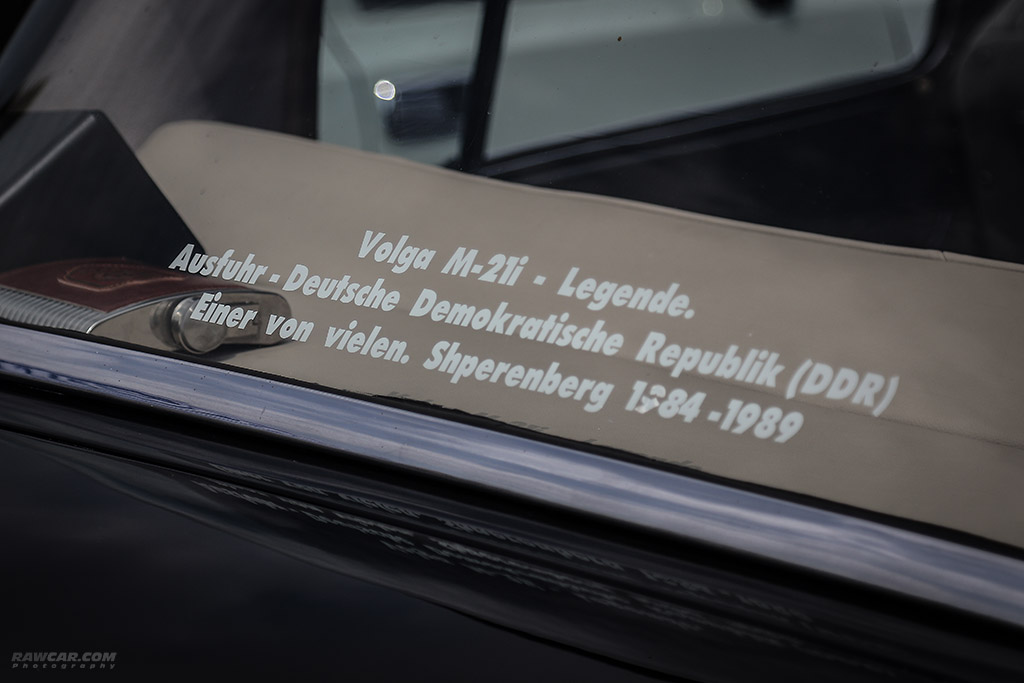 Volga M-21i - Legende.
Ausfuhr - Deutsche Demokratische Republik (DDR)
Einer von vielen. Shperenberg 1984 -1989
RAWCAR.COM
Photography